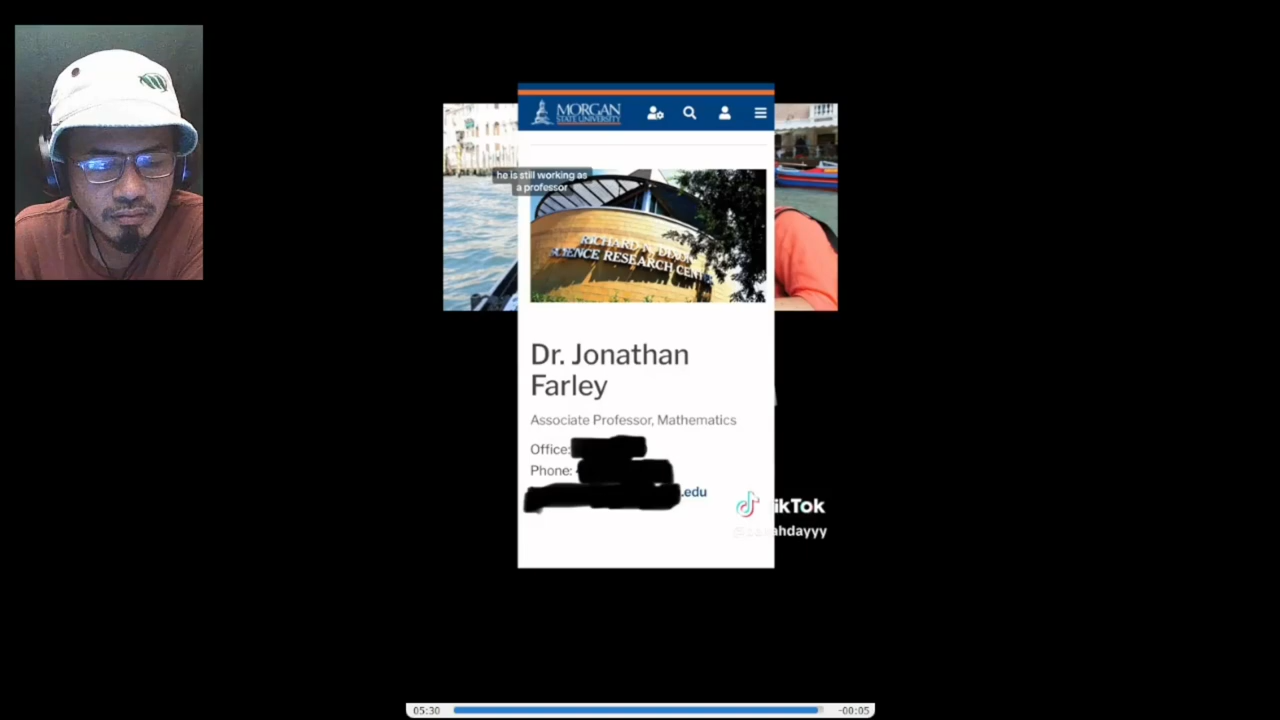 MORGAN
STATE UNIVERSITY
he is still working as
a professor
RICHARD N. DIXON
SCIENCE RESEARCH
Dr. Jonathan
Farley
Associate Professor, Mathematics
Office:
Phone:
.edu
TikTok
ahdayyy
05:30
-00:05